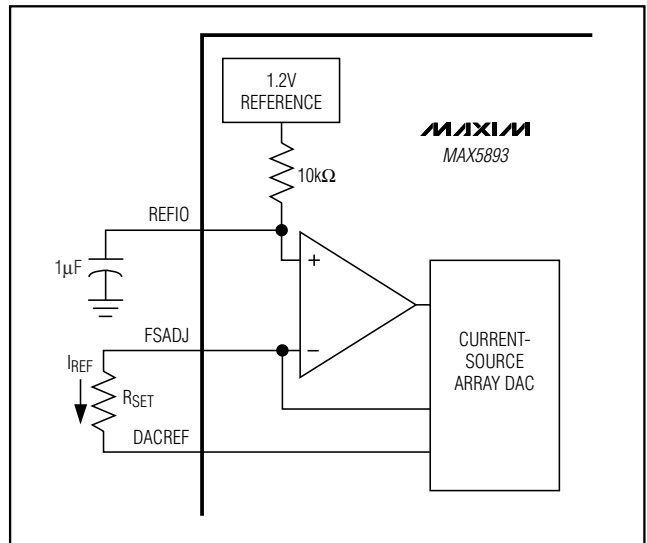 1.2V
REFERENCE
MAXIM
MAX5893
10kΩ
REFIO
1μF
+
FSADJ
−
IREF
RSET
CURRENT-
SOURCE
ARRAY DAC
DACREF